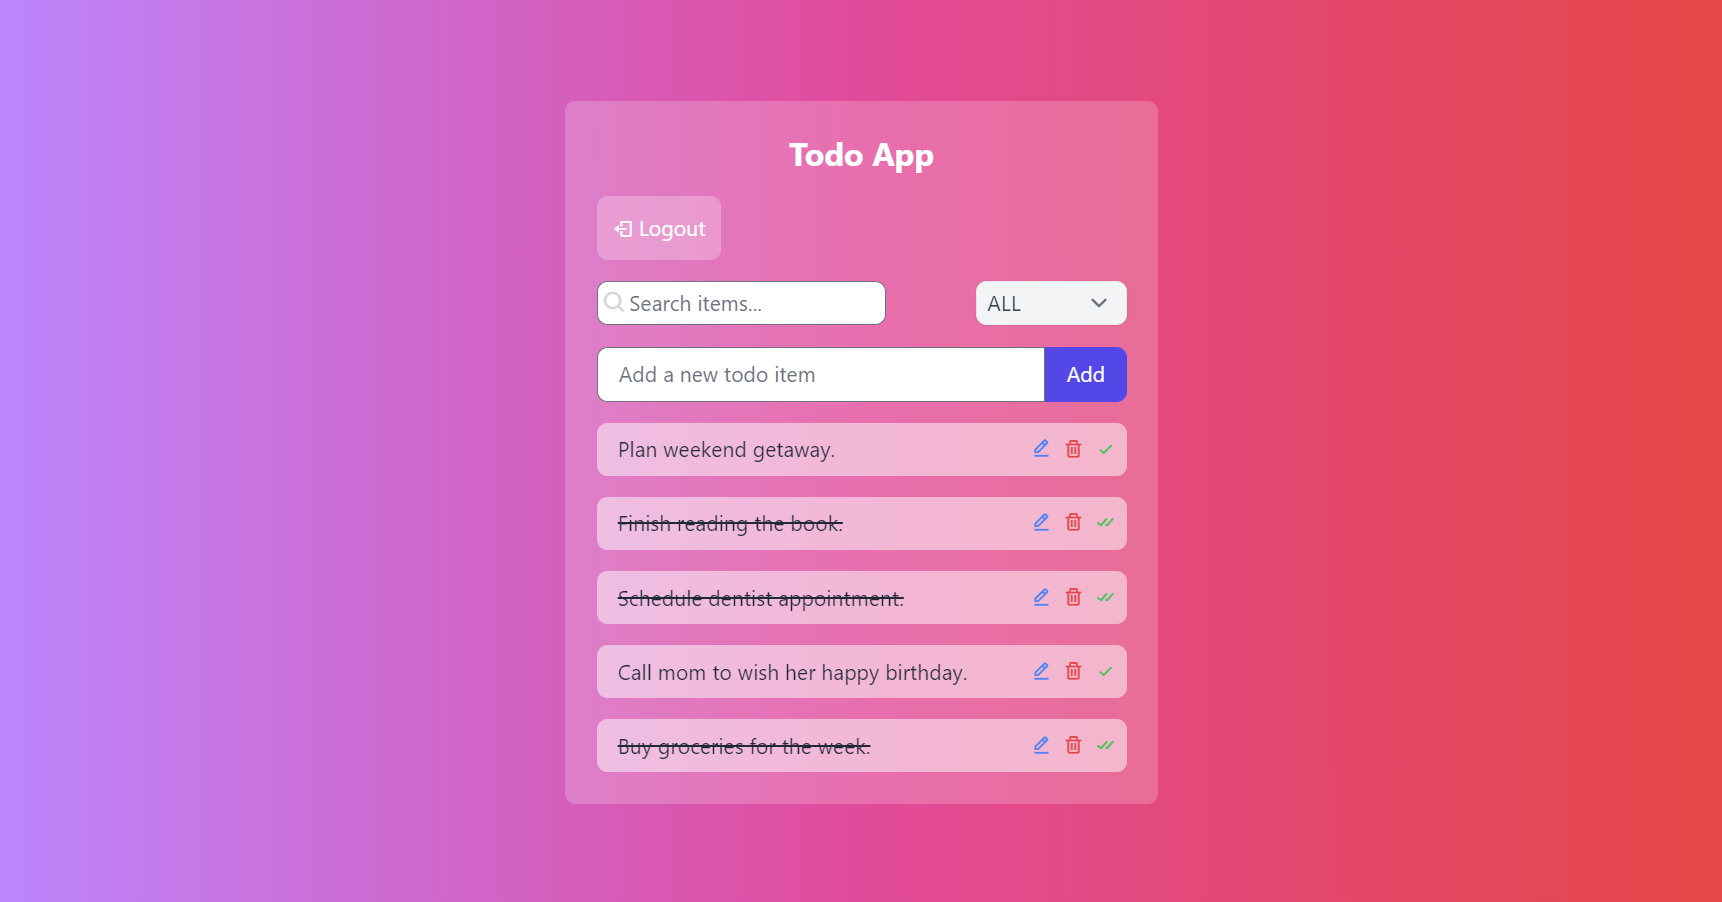 Todo App
Logout
Search items...
ALL
Add a new todo item
Add
Plan weekend getaway.
Finish reading the book.
Schedule dentist appointment.
Call mom to wish her happy birthday.
Buy groceries for the week.